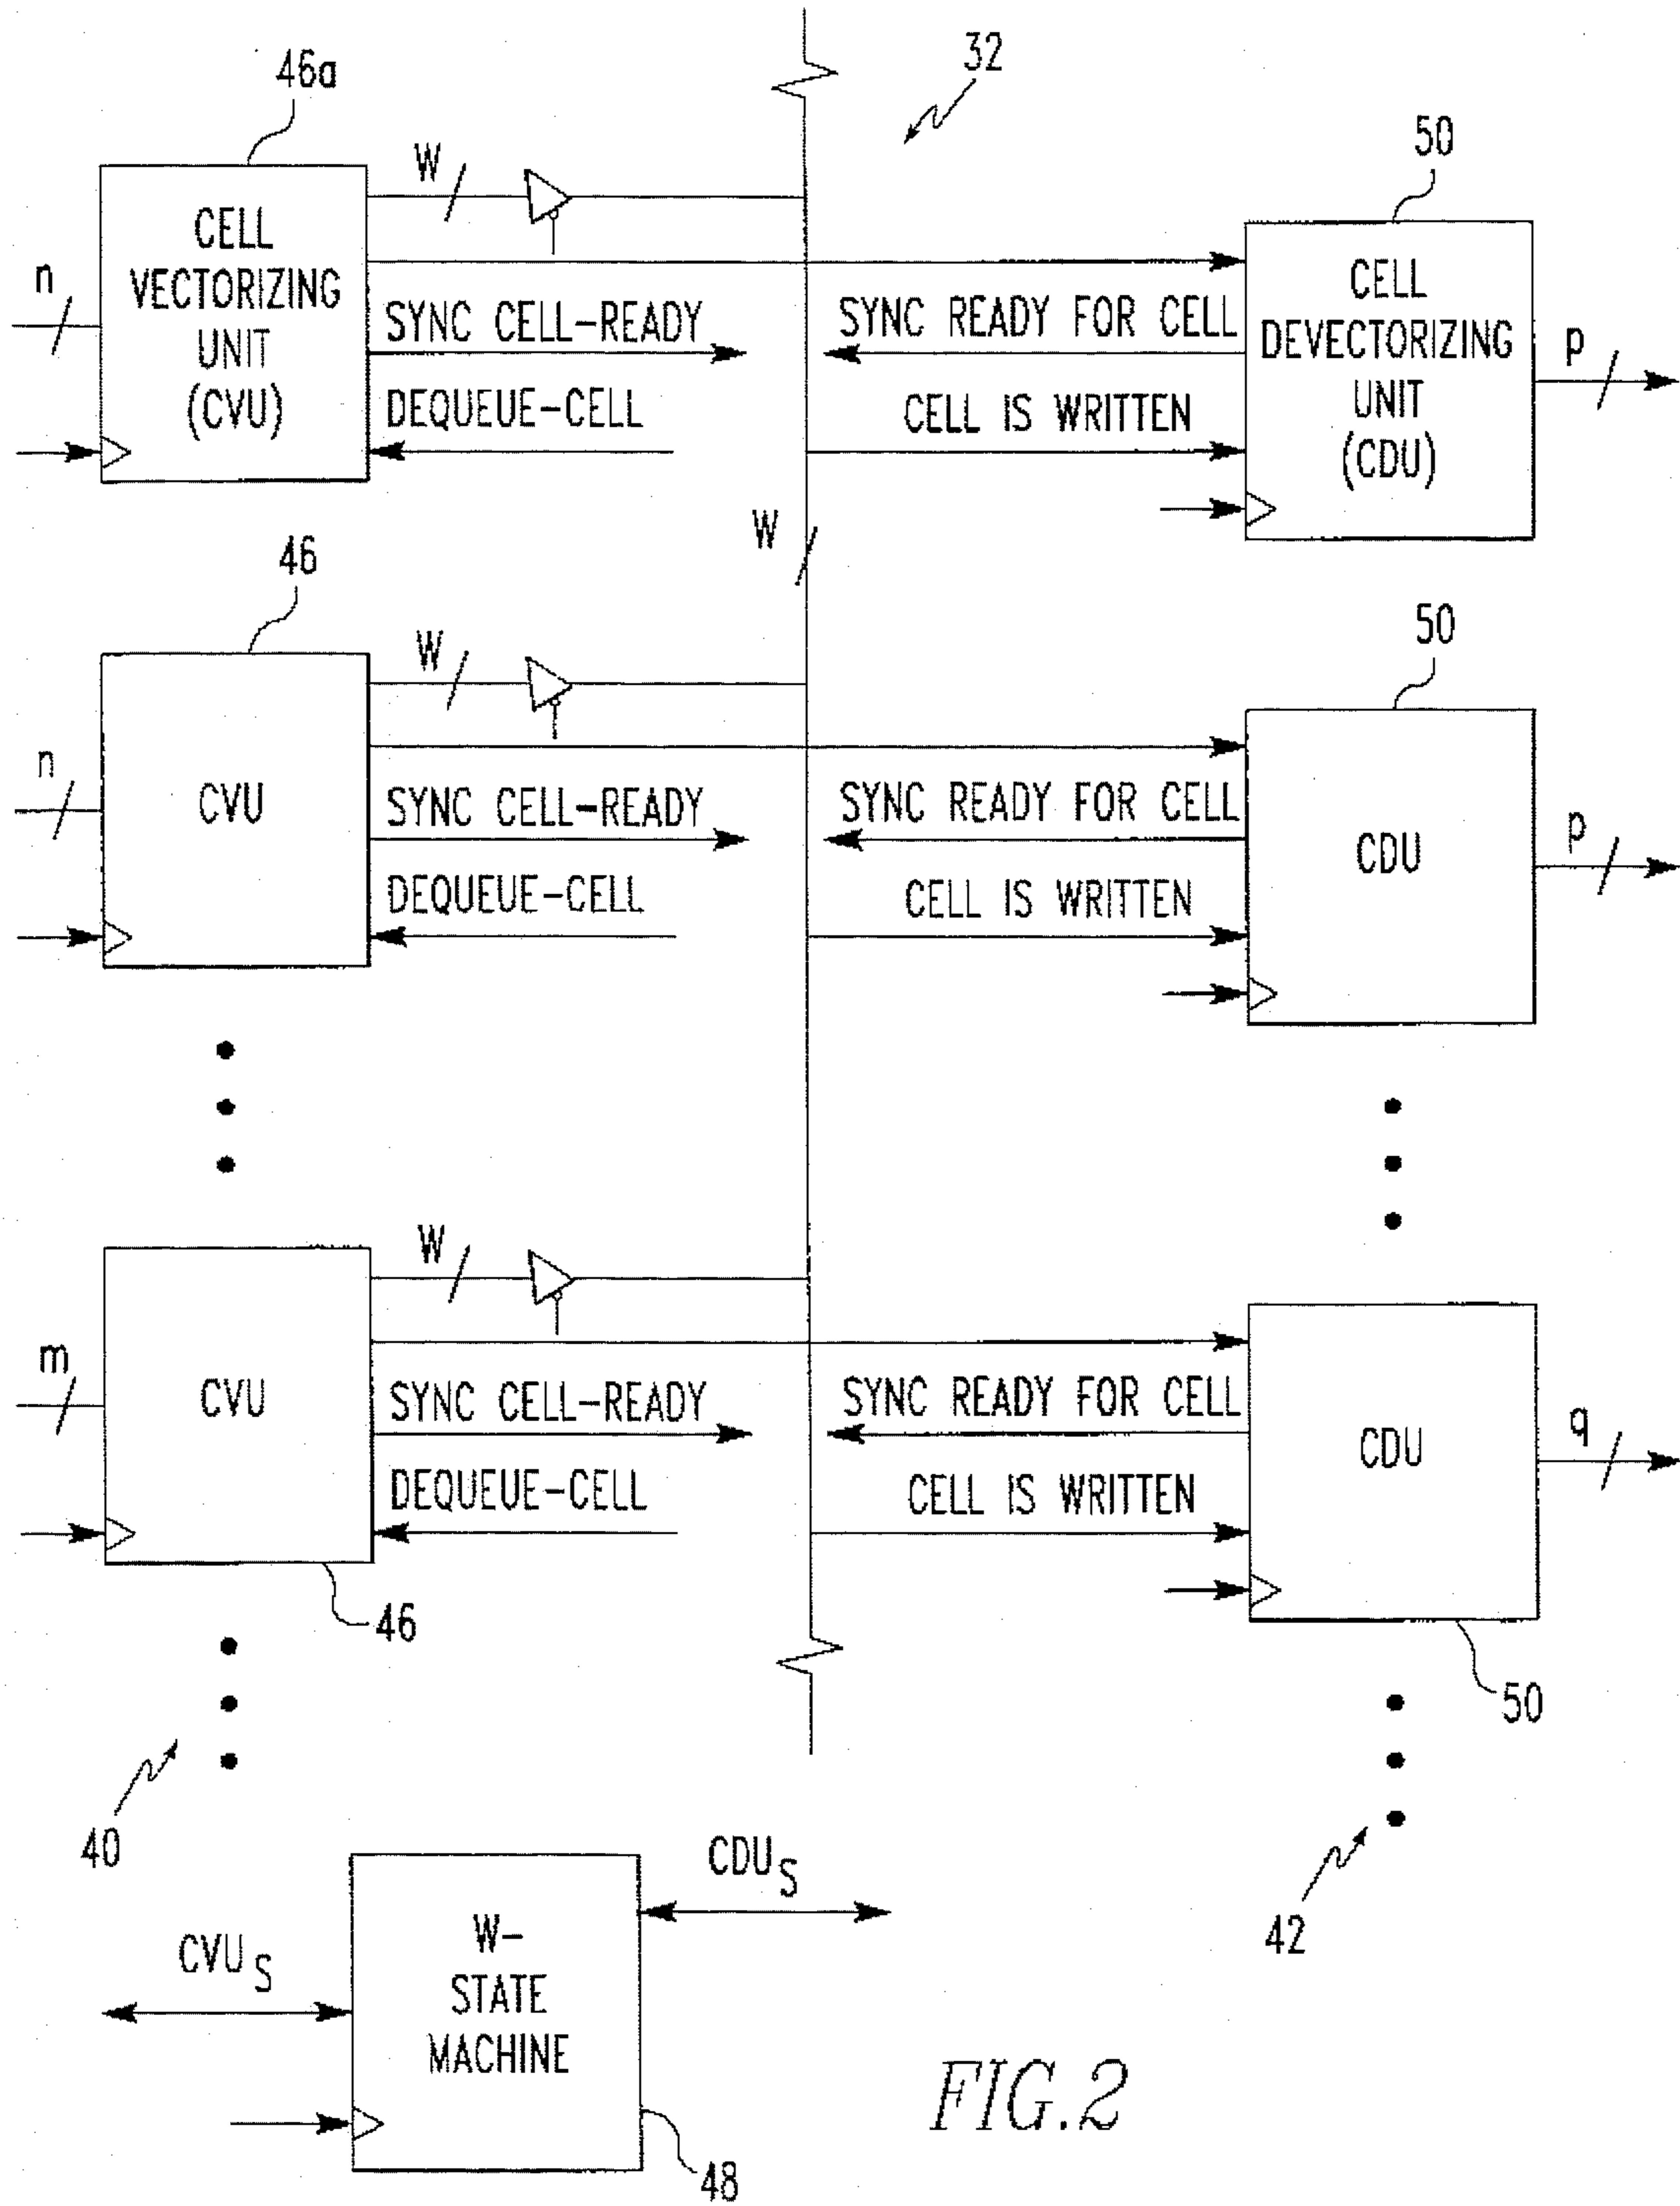 46a
32
50
W
CELL
VECTORIZING
UNIT
(CVU)
n
SYNC CELL-READY
DEQUEUE-CELL
SYNC READY FOR CELL
CELL IS WRITTEN
CELL
DEVECTORIZING
UNIT
(CDU)
p
W
46
50
W
n
CVU
SYNC CELL-READY
DEQUEUE-CELL
SYNC READY FOR CELL
CELL IS WRITTEN
CDU
p
W
m
CVU
SYNC CELL-READY
DEQUEUE-CELL
SYNC READY FOR CELL
CELL IS WRITTEN
CDU
q
46
50
40
42
CVUS
CDUS
W-
STATE
MACHINE
48
FIG.2